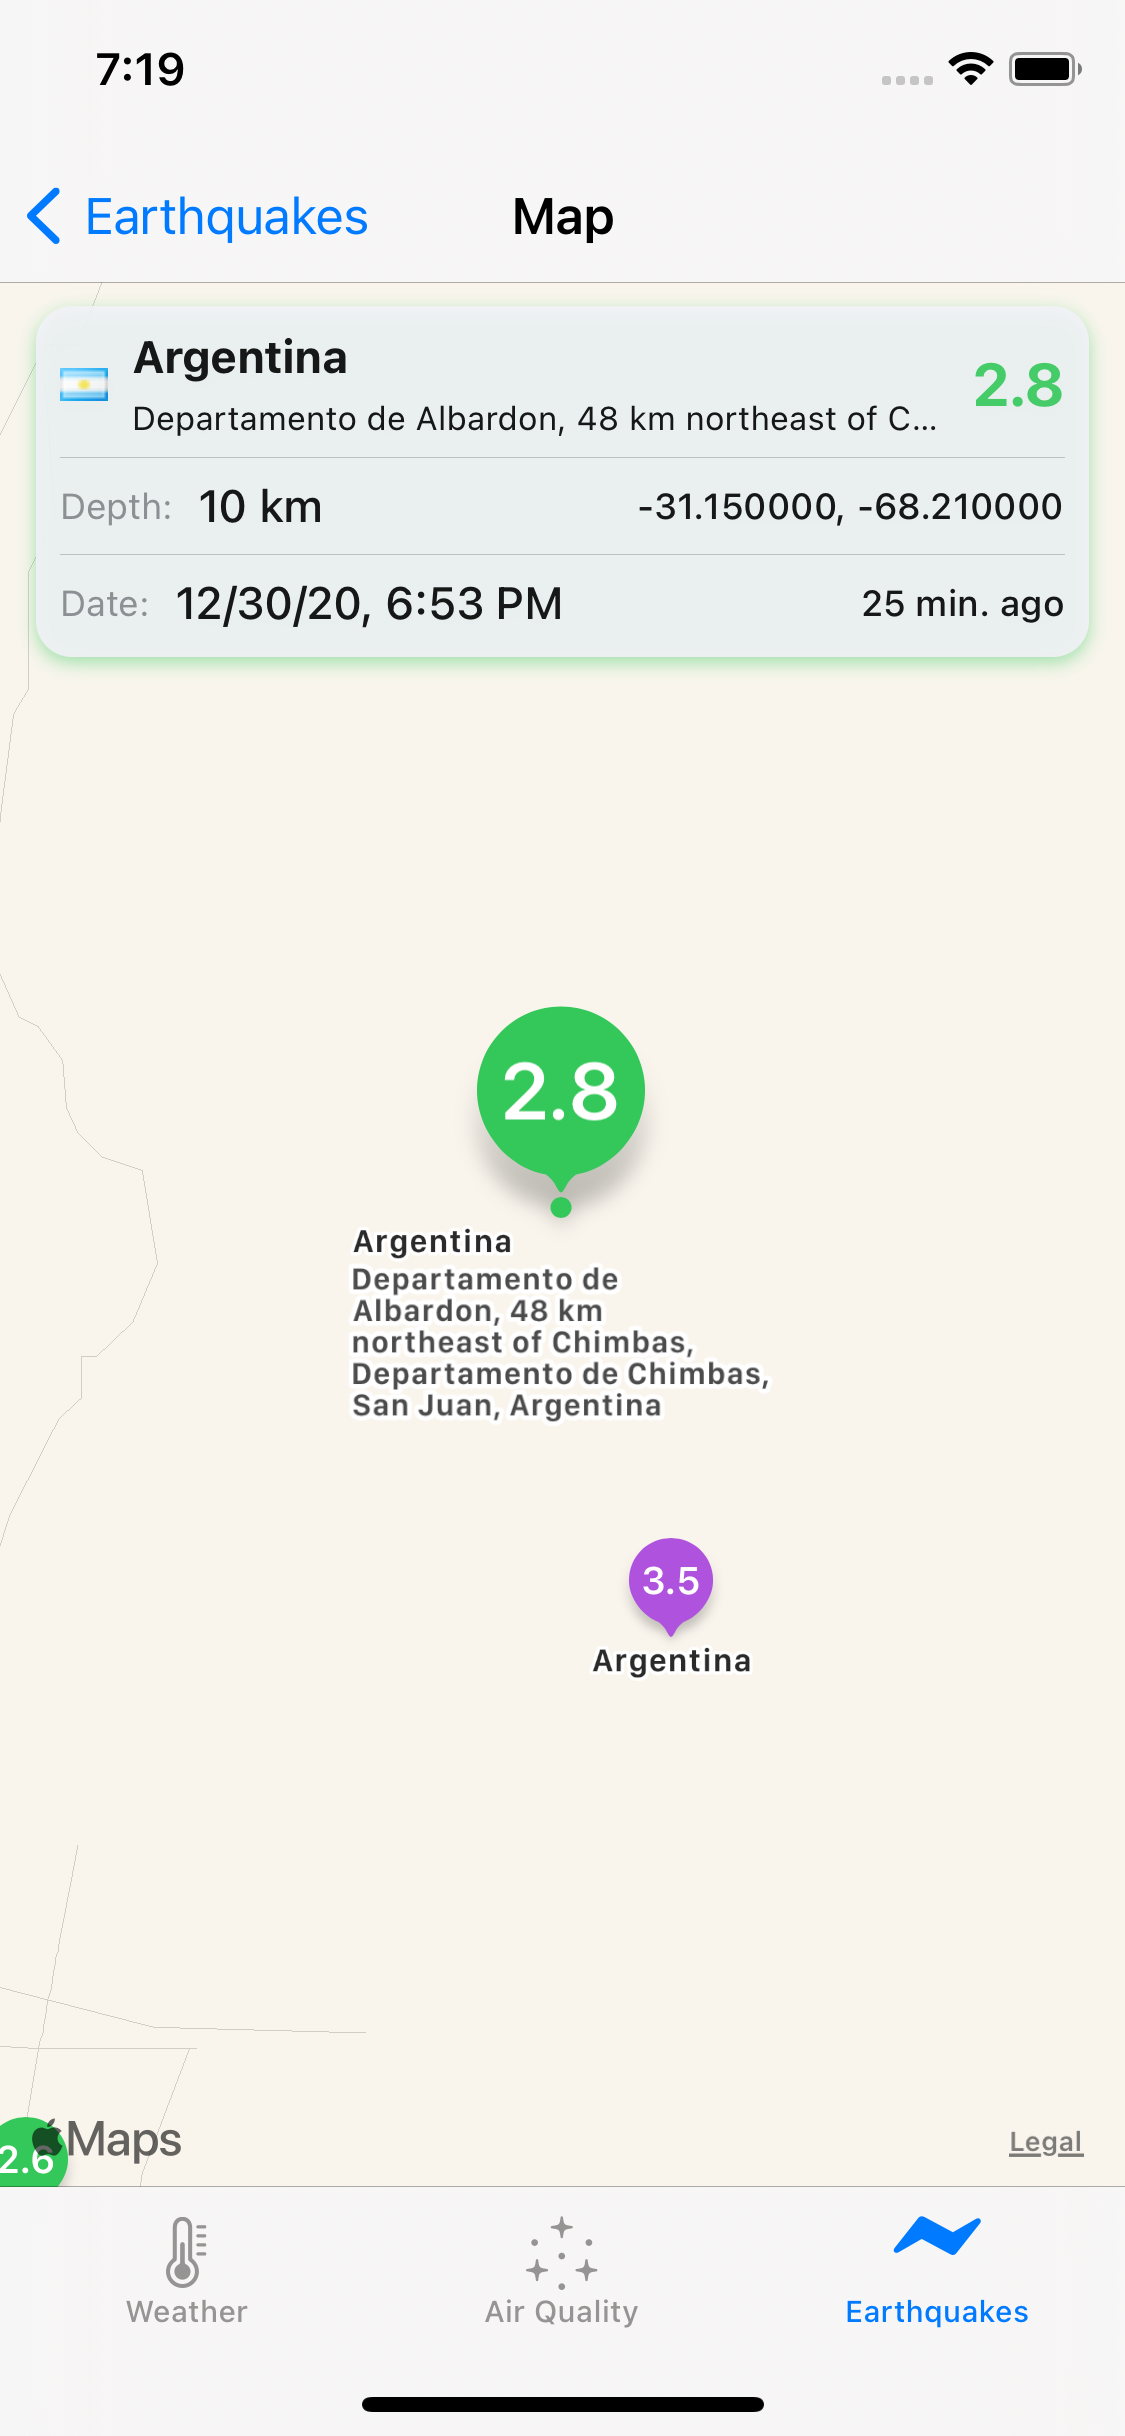 7:19
Earthquakes
Map
Argentina
2.8
Departamento de Albardon, 48 km northeast of C...
Depth: 10 km
-31.150000, -68.210000
Date: 12/30/20, 6:53 PM
25 min. ago
2.8
Argentina
Departamento de
Albardon, 48 km
northeast of Chimbas,
Departamento de Chimbas,
San Juan, Argentina
3.5
Argentina
2.6
Maps
Legal
Weather
Air Quality
Earthquakes